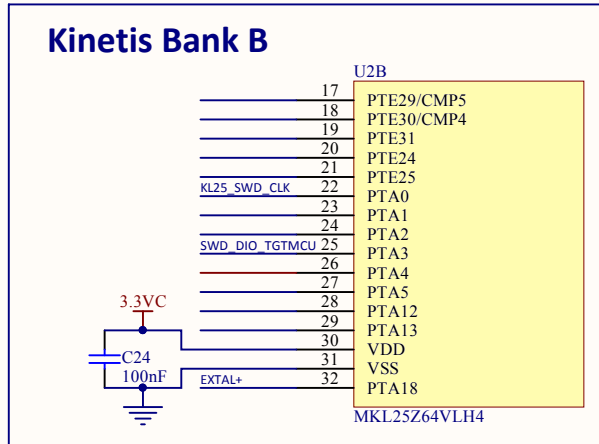 Kinetis Bank B
U2B
17 PTE29/CMP5
18 PTE30/CMP4
19 PTE31
20 PTE24
21 PTE25
KL25_SWD_CLK 22 PTA0
23 PTA1
24 PTA2
SWD_DIO_TGTMCU 25 PTA3
26 PTA4
27 PTA5
3.3VC
28 PTA12
29 PTA13
30 VDD
C24
31 VSS
100nF
EXTAL+ 32 PTA18
MKL25Z64VLH4